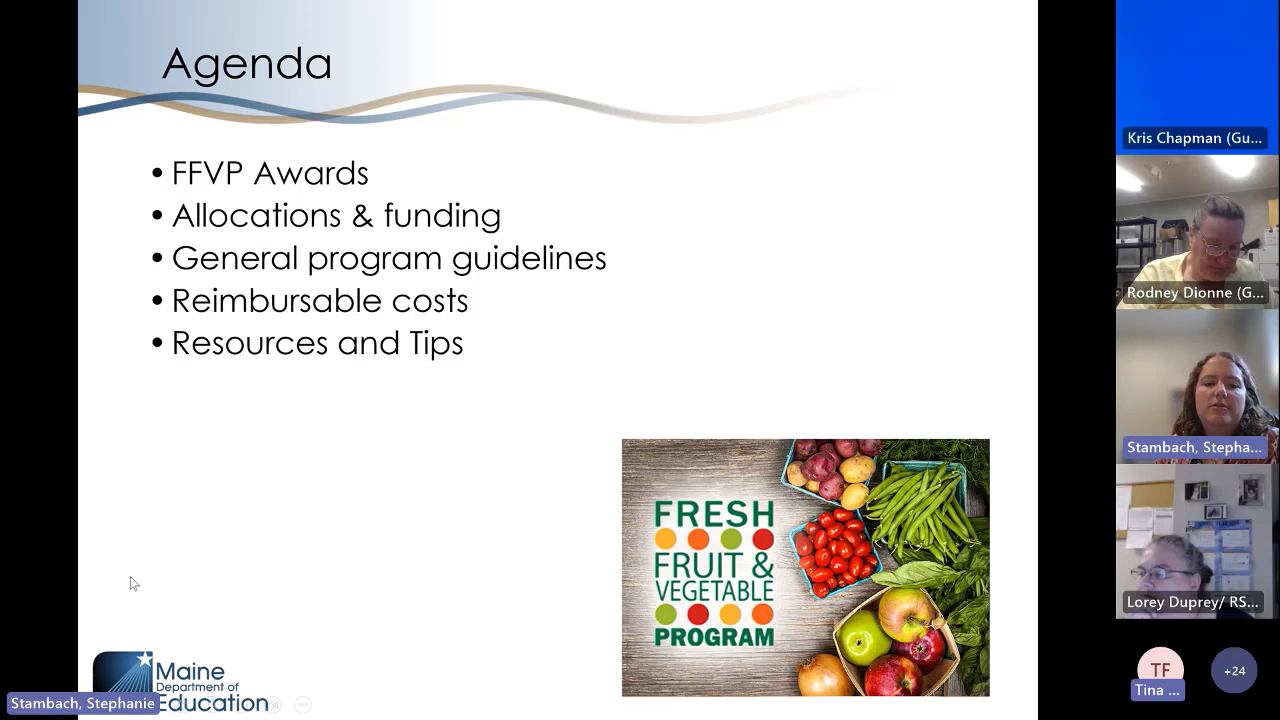 Agenda
• FFVP Awards
• Allocations & funding
• General program guidelines
• Reimbursable costs
• Resources and Tips
FRESH
FRUIT &
VEGETABLE
PROGRAM
Maine
Department of
Education
Stambach, Stephanie
Kris Chapman (Gu...
Rodney Dionne (G...
Stambach, Stepha...
Lorey Duprey/ RS...
TF
Tina ...
+24